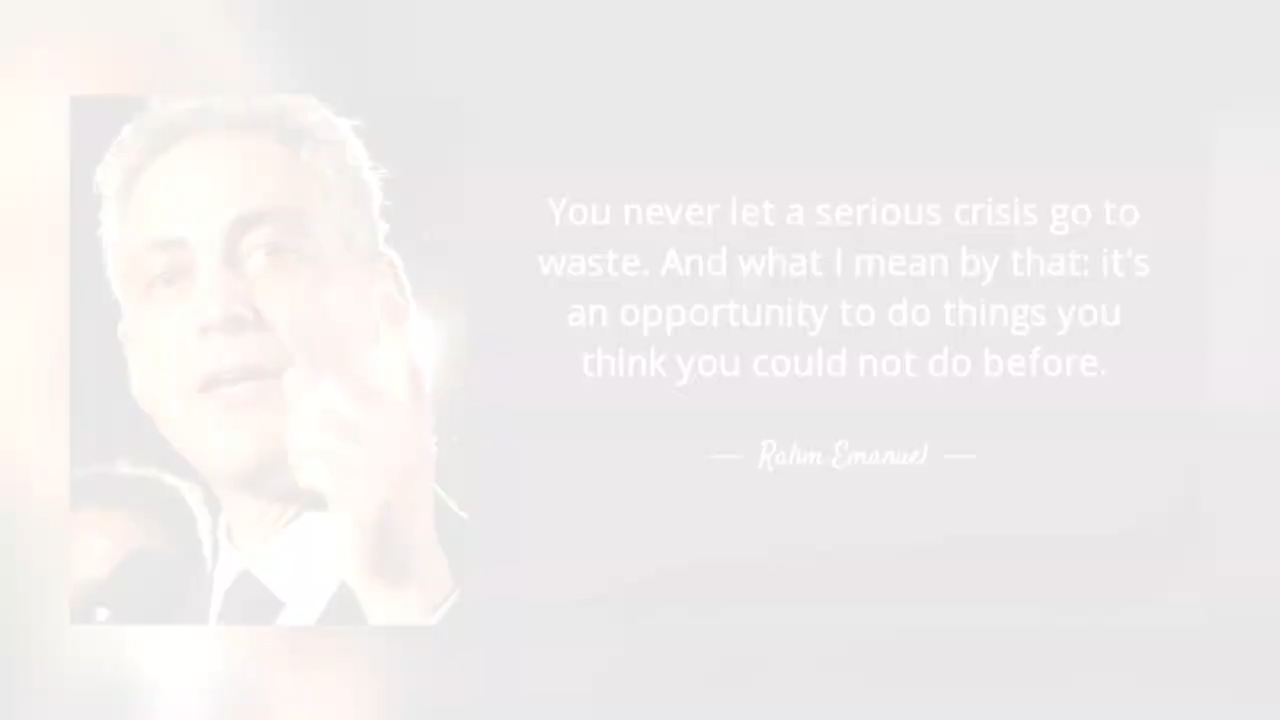 You never let a serious crisis go to
waste. And what I mean by that: it's
an opportunity to do things you
think you could not do before.
— Rahm Emanuel —